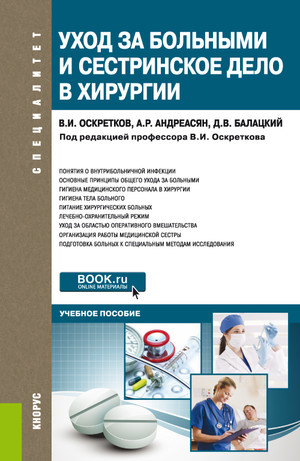 СПЕЦИАЛИТЕТ
УХОД ЗА БОЛЬНЫМИ
И СЕСТРИНСКОЕ ДЕЛО
В ХИРУРГИИ
В.И. ОСКРЕТКОВ, А.Р. АНДРЕАСЯН, Д.В. БАЛАЦКИЙ
Под редакцией профессора В.И. Оскреткова
ПОНЯТИЯ О ВНУТРИБОЛЬНИЧНОЙ ИНФЕКЦИИ
ОСНОВНЫЕ ПРИНЦИПЫ ОБЩЕГО УХОДА ЗА БОЛЬНЫМИ
ГИГИЕНА МЕДИЦИНСКОГО ПЕРСОНАЛА В ХИРУРГИИ
ГИГИЕНА ТЕЛА БОЛЬНОГО
ПИТАНИЕ ХИРУРГИЧЕСКИХ БОЛЬНЫХ
ЛЕЧЕБНО-ОХРАНИТЕЛЬНЫЙ РЕЖИМ
УХОД ЗА ОБЛАСТЬЮ ОПЕРАТИВНОГО ВМЕШАТЕЛЬСТВА
ОРГАНИЗАЦИЯ РАБОТЫ МЕДИЦИНСКОЙ СЕСТРЫ
ПОДГОТОВКА БОЛЬНЫХ К СПЕЦИАЛЬНЫМ МЕТОДАМ ИССЛЕДОВАНИЯ
BOOK.ru
ONLINE МАТЕРИАЛЫ
УЧЕБНОЕ ПОСОБИЕ
КНОРУС